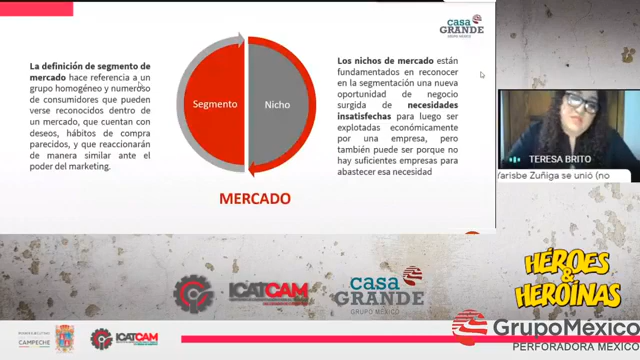 casa
GRANDE
GRUPO MÉXICO
La definición de segmento de
mercado hace referencia a un
grupo homogéneo y numeroso
de consumidores que pueden
verse reconocidos dentro de
un mercado, que cuentan con
deseos, hábitos de compra
parecidos, y que reaccionarán
de manera similar ante el
poder del marketing.
Segmento
Nicho
MERCADO
Los nichos de mercado están
fundamentados en reconocer
en la segmentación una nueva
oportunidad de negocio
surgida de necesidades
insatisfechas para luego ser
explotadas económicamente
por una empresa, pero
también puede ser porque no
hay suficientes empresas para
abastecer esa necesidad
TERESA BRITO
Yarisbe Zuñiga se unió (no
ICATCAM
casa
GRANDE
GRUPO MÉXICO
HÉROES
&
HEROÍNAS
CAMPECHE
ICATCAM
GrupoMéxico
PERFORADORA MÉXICO